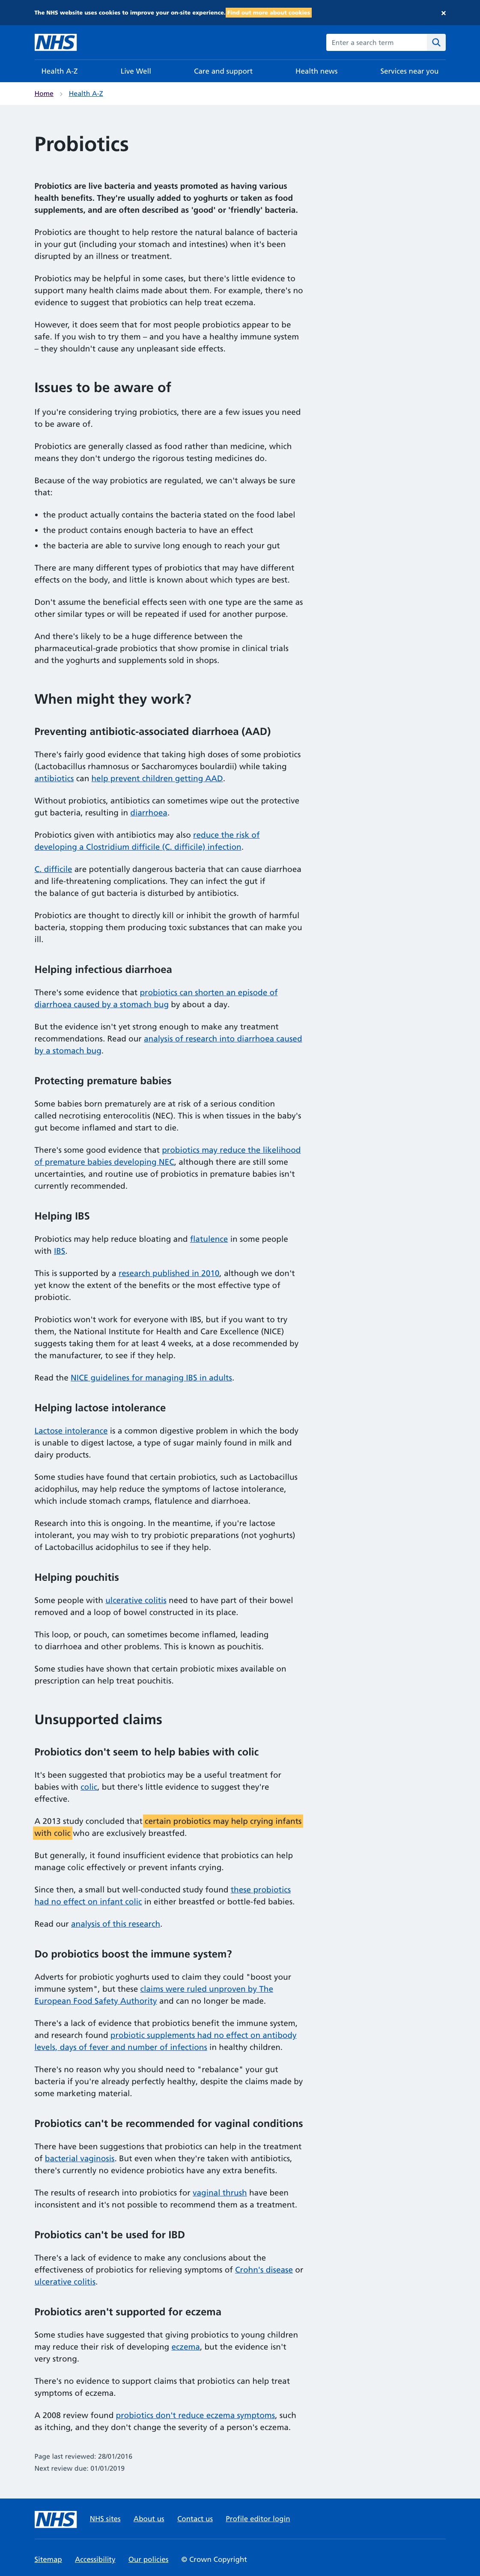 The NHS website uses cookies to improve your on-site experience. Find out more about cookies ×
NHS Enter a search term
Health A-Z Live Well Care and support Health news Services near you
Home > Health A-Z
Probiotics
Probiotics are live bacteria and yeasts promoted as having various
health benefits. They're usually added to yoghurts or taken as food
supplements, and are often described as 'good' or 'friendly' bacteria.
Probiotics are thought to help restore the natural balance of bacteria
in your gut (including your stomach and intestines) when it's been
disrupted by an illness or treatment.
Probiotics may be helpful in some cases, but there's little evidence to
support many health claims made about them. For example, there's no
evidence to suggest that probiotics can help treat eczema.
However, it does seem that for most people probiotics appear to be
safe. If you wish to try them – and you have a healthy immune system
– they shouldn't cause any unpleasant side effects.
Issues to be aware of
If you're considering trying probiotics, there are a few issues you need
to be aware of.
Probiotics are generally classed as food rather than medicine, which
means they don't undergo the rigorous testing medicines do.
Because of the way probiotics are regulated, we can't always be sure
that:
• the product actually contains the bacteria stated on the food label
• the product contains enough bacteria to have an effect
• the bacteria are able to survive long enough to reach your gut
There are many different types of probiotics that may have different
effects on the body, and little is known about which types are best.
Don't assume the beneficial effects seen with one type are the same as
other similar types or will be repeated if used for another purpose.
And there's likely to be a huge difference between the
pharmaceutical-grade probiotics that show promise in clinical trials
and the yoghurts and supplements sold in shops.
When might they work?
Preventing antibiotic-associated diarrhoea (AAD)
There's fairly good evidence that taking high doses of some probiotics
(Lactobacillus rhamnosus or Saccharomyces boulardii) while taking
antibiotics can help prevent children getting AAD.
Without probiotics, antibiotics can sometimes wipe out the protective
gut bacteria, resulting in diarrhoea.
Probiotics given with antibiotics may also reduce the risk of
developing a Clostridium difficile (C. difficile) infection.
C. difficile are potentially dangerous bacteria that can cause diarrhoea
and life-threatening complications. They can infect the gut if
the balance of gut bacteria is disturbed by antibiotics.
Probiotics are thought to directly kill or inhibit the growth of harmful
bacteria, stopping them producing toxic substances that can make you
ill.
Helping infectious diarrhoea
There's some evidence that probiotics can shorten an episode of
diarrhoea caused by a stomach bug by about a day.
But the evidence isn't yet strong enough to make any treatment
recommendations. Read our analysis of research into diarrhoea caused
by a stomach bug.
Protecting premature babies
Some babies born prematurely are at risk of a serious condition
called necrotising enterocolitis (NEC). This is when tissues in the baby's
gut become inflamed and start to die.
There's some good evidence that probiotics may reduce the likelihood
of premature babies developing NEC, although there are still some
uncertainties, and routine use of probiotics in premature babies isn't
currently recommended.
Helping IBS
Probiotics may help reduce bloating and flatulence in some people
with IBS.
This is supported by a research published in 2010, although we don't
yet know the extent of the benefits or the most effective type of
probiotic.
Probiotics won't work for everyone with IBS, but if you want to try
them, the National Institute for Health and Care Excellence (NICE)
suggests taking them for at least 4 weeks, at a dose recommended by
the manufacturer, to see if they help.
Read the NICE guidelines for managing IBS in adults.
Helping lactose intolerance
Lactose intolerance is a common digestive problem in which the body
is unable to digest lactose, a type of sugar mainly found in milk and
dairy products.
Some studies have found that certain probiotics, such as Lactobacillus
acidophilus, may help reduce the symptoms of lactose intolerance,
which include stomach cramps, flatulence and diarrhoea.
Research into this is ongoing. In the meantime, if you're lactose
intolerant, you may wish to try probiotic preparations (not yoghurts)
of Lactobacillus acidophilus to see if they help.
Helping pouchitis
Some people with ulcerative colitis need to have part of their bowel
removed and a loop of bowel constructed in its place.
This loop, or pouch, can sometimes become inflamed, leading
to diarrhoea and other problems. This is known as pouchitis.
Some studies have shown that certain probiotic mixes available on
prescription can help treat pouchitis.
Unsupported claims
Probiotics don't seem to help babies with colic
It's been suggested that probiotics may be a useful treatment for
babies with colic, but there's little evidence to suggest they're
effective.
A 2013 study concluded that certain probiotics may help crying infants
with colic who are exclusively breastfed.
But generally, it found insufficient evidence that probiotics can help
manage colic effectively or prevent infants crying.
Since then, a small but well-conducted study found these probiotics
had no effect on infant colic in either breastfed or bottle-fed babies.
Read our analysis of this research.
Do probiotics boost the immune system?
Adverts for probiotic yoghurts used to claim they could "boost your
immune system", but these claims were ruled unproven by The
European Food Safety Authority and can no longer be made.
There's a lack of evidence that probiotics benefit the immune system,
and research found probiotic supplements had no effect on antibody
levels, days of fever and number of infections in healthy children.
There's no reason why you should need to "rebalance" your gut
bacteria if you're already perfectly healthy, despite the claims made by
some marketing material.
Probiotics can't be recommended for vaginal conditions
There have been suggestions that probiotics can help in the treatment
of bacterial vaginosis. But even when they're taken with antibiotics,
there's currently no evidence probiotics have any extra benefits.
The results of research into probiotics for vaginal thrush have been
inconsistent and it's not possible to recommend them as a treatment.
Probiotics can't be used for IBD
There's a lack of evidence to make any conclusions about the
effectiveness of probiotics for relieving symptoms of Crohn's disease or
ulcerative colitis.
Probiotics aren't supported for eczema
Some studies have suggested that giving probiotics to young children
may reduce their risk of developing eczema, but the evidence isn't
very strong.
There's no evidence to support claims that probiotics can help treat
symptoms of eczema.
A 2008 review found probiotics don't reduce eczema symptoms, such
as itching, and they don't change the severity of a person's eczema.
Page last reviewed: 28/01/2016
Next review due: 01/01/2019
NHS NHS sites About us Contact us Profile editor login
Sitemap Accessibility Our policies © Crown Copyright